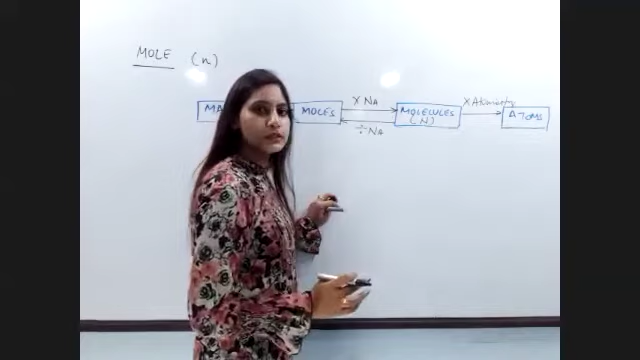 MOLE (n)
MA
MOLES
× NA
÷ NA
MOLECULES
(N)
× Atomicity
ATOMS